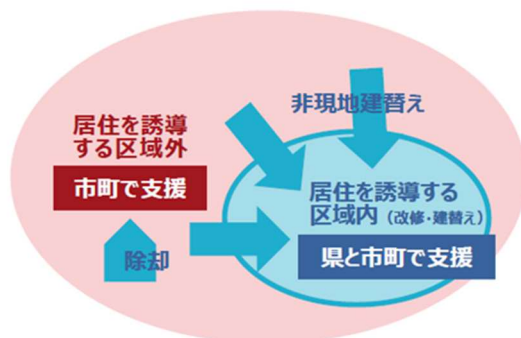 非現地建替え
居住を誘導
する区域外
市町で支援
居住を誘導する
区域内（改修・建替え）
県と市町で支援
除却